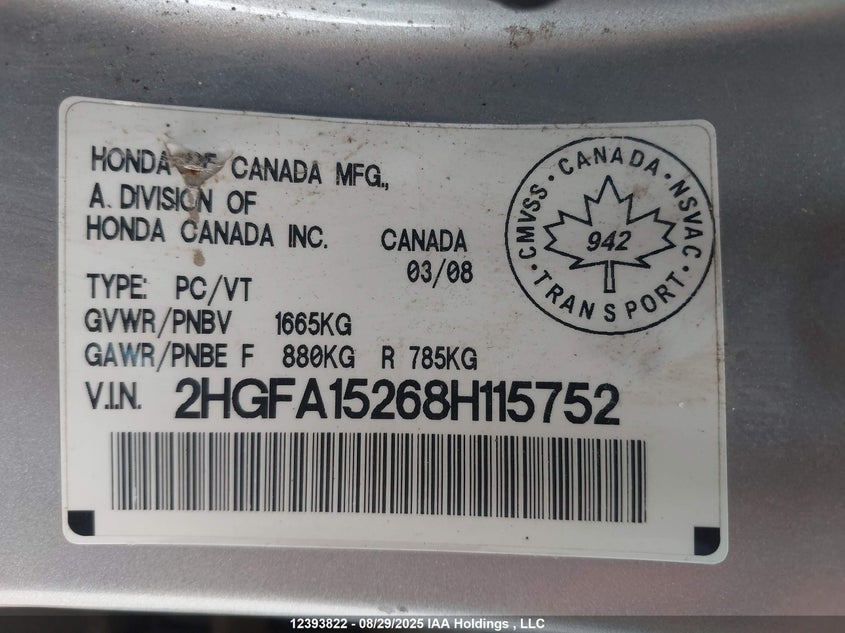 HONDA OF CANADA MFG.,
A. DIVISION OF
HONDA CANADA INC. CANADA
03/08
TYPE: PC/VT
GVWR/PNBV 1665KG
GAWR/PNBE F 880KG R 785KG
V.I.N. 2HGFA15268H115752
CMVSS · CANADA · NSVAC
942
TRANSPORT
12393822 - 08/29/2025 IAA Holdings , LLC